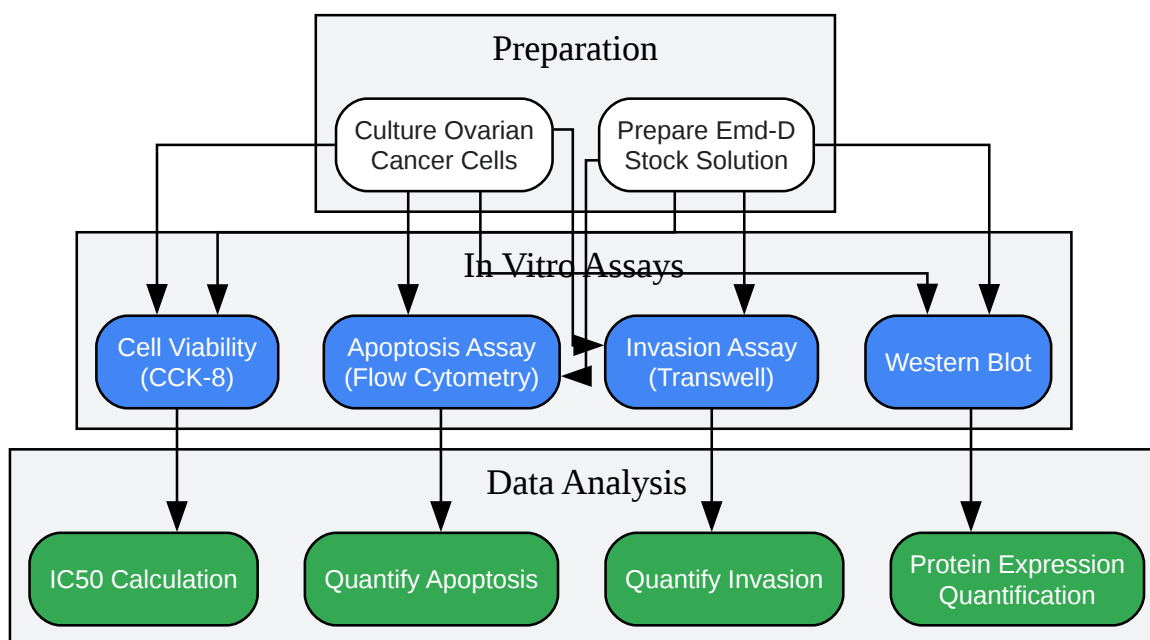 Preparation
Culture Ovarian
Cancer Cells
Prepare Emd-D
Stock Solution
In Vitro Assays
Cell Viability
(CCK-8)
Apoptosis Assay
(Flow Cytometry)
Invasion Assay
(Transwell)
Western Blot
Data Analysis
IC50 Calculation
Quantify Apoptosis
Quantify Invasion
Protein Expression
Quantification